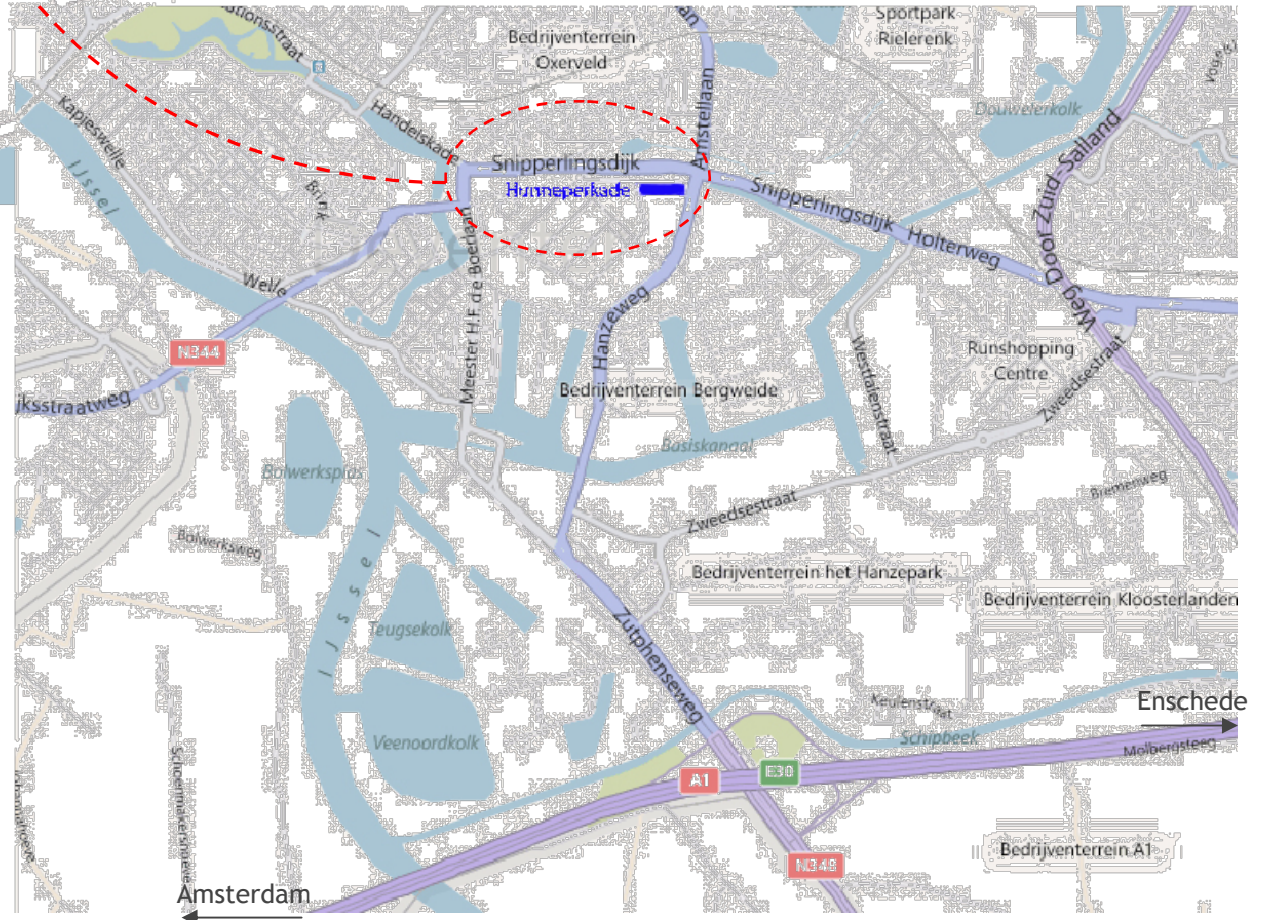 Sportpark
Rielerenk
Bedrijventerrein
Oxerveld
Amstellaan
Douwelerkolk
Kapjeswelle
Handelskade
IJssel
Snipperlingsdijk
Hunneperkade
Brink
Snipperlingsdijk
Holterweg
Weg Door Zuid-Salland
Welle
Meester H.F. de Boerlaan
Hanzeweg
N344
Runshopping
Centre
Westfalenstraat
Zweedsestraat
jksstraatweg
Bedrijventerrein Bergweide
Basiskanaal
Bolwerksplas
Bremenweg
Zweedsestraat
Bolwerksweg
IJssel
Bedrijventerrein het Hanzepark
Bedrijventerrein Kloosterlanden
Teugsekolk
Zutphenseweg
Keulenstraat
Enschede
Schipbeek
Molbergsteeg
Veenoordkolk
A1
E30
Bedrijventerrein A1
N348
Amsterdam